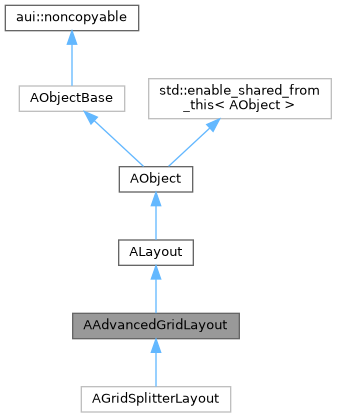 aui::noncopyable
AObjectBase
std::enable_shared_from
_this< AObject >
AObject
ALayout
AAdvancedGridLayout
AGridSplitterLayout